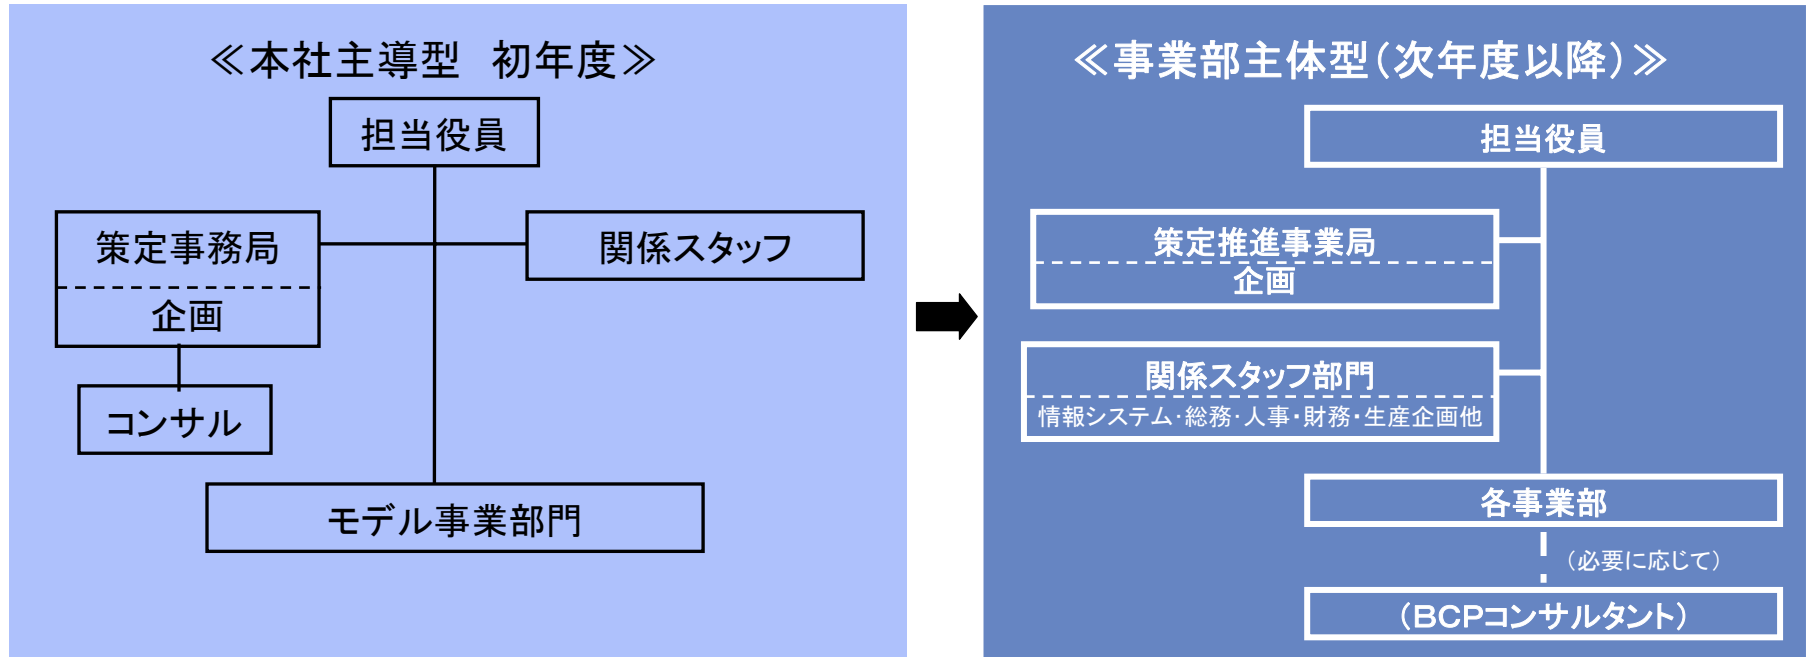 ≪本社主導型　初年度≫
担当役員
策定事務局
企画
関係スタッフ
コンサル
モデル事業部門
≪事業部主体型（次年度以降）≫
担当役員
策定推進事業局
企画
関係スタッフ部門
情報システム・総務・人事・財務・生産企画他
各事業部
（必要に応じて）
（BCPコンサルタント）